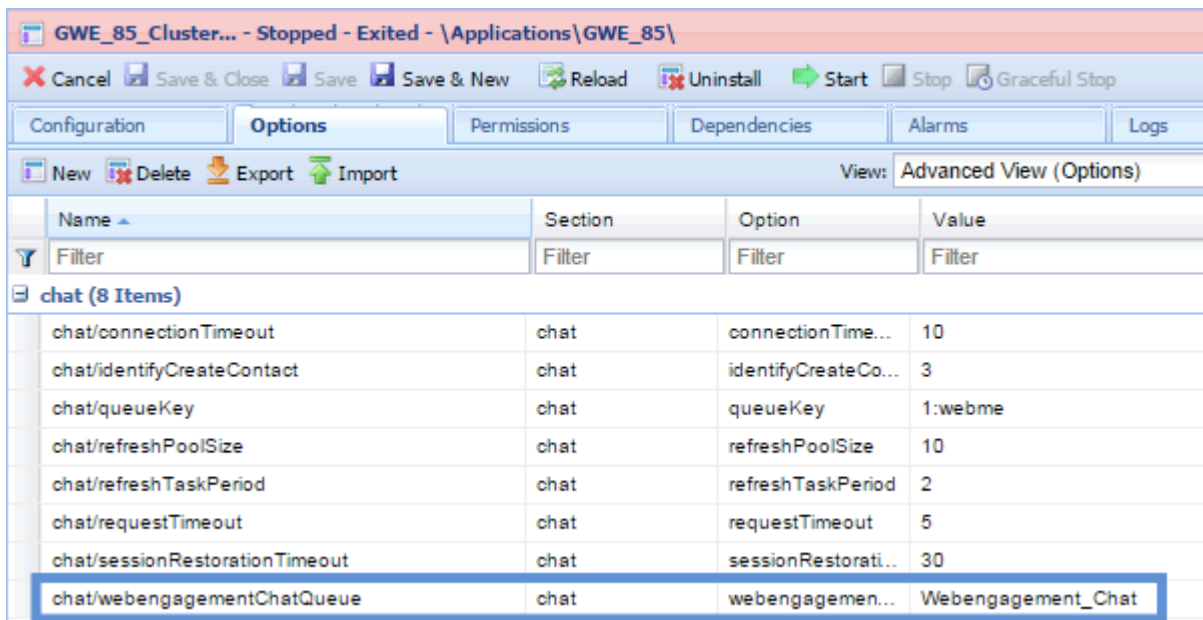 GWE_85_Cluster... - Stopped - Exited - \Applications\GWE_85\
Cancel Save & Close Save Save & New Reload Uninstall Start Stop Graceful Stop
Configuration Options Permissions Dependencies Alarms Logs
New Delete Export Import View: Advanced View (Options)
Name Section Option Value
Filter Filter Filter Filter
chat (8 Items)
chat/connectionTimeout chat connectionTime... 10
chat/identifyCreateContact chat identifyCreateCo... 3
chat/queueKey chat queueKey 1:webme
chat/refreshPoolSize chat refreshPoolSize 10
chat/refreshTaskPeriod chat refreshTaskPeriod 2
chat/requestTimeout chat requestTimeout 5
chat/sessionRestorationTimeout chat sessionRestorati... 30
chat/webengagementChatQueue chat webengagemen... Webengagement_Chat